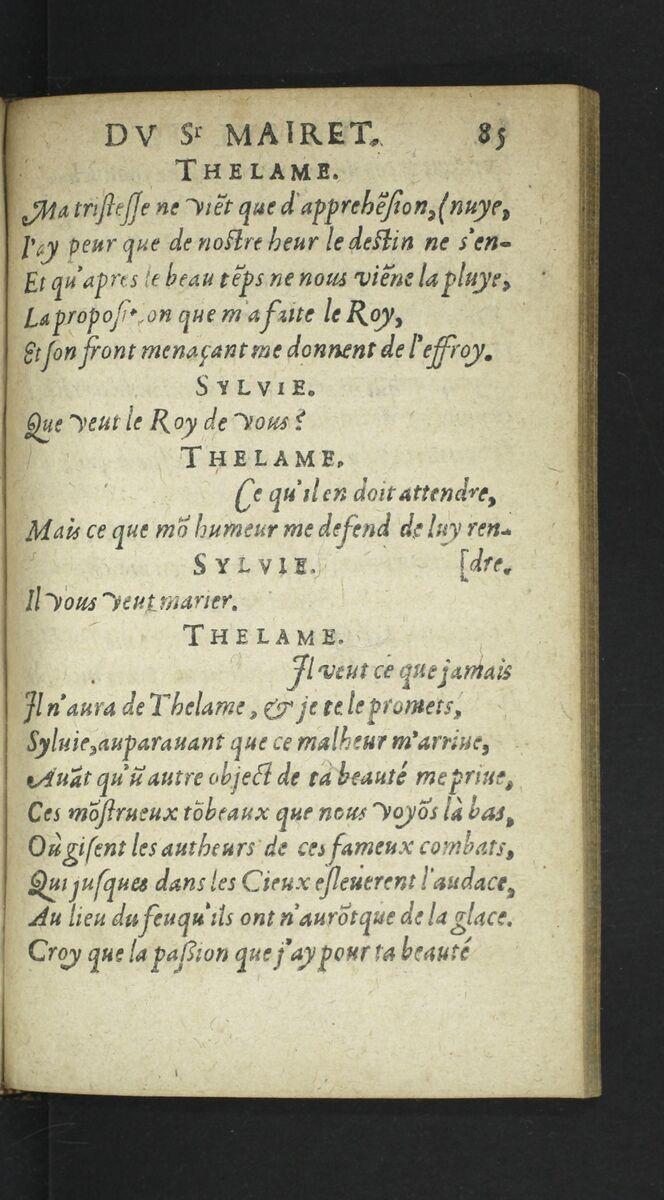 DV Sr MAIRET. 85
THELAME.
Ma tristesse ne viẽt que d'apprehẽsion, (nuye,
I'ay peur que de nostre heur le destin ne s'en-
Et qu'apres le beau tẽps ne nous viẽne la pluye,
La proposition que m'a faite le Roy,
Et son front menaçant me donnent de l'effroy.
SYLVIE.
Que veut le Roy de vous?
THELAME.
Ce qu'il en doit attendre,
Mais ce que mõ humeur me defend de luy ren-
SYLVIE. [dre.
Il vous veut marier.
THELAME.
Il veut ce que jamais
Il n'aura de Thelame, & je te le promets,
Syluie, auparauant que ce malheur m'arriue,
Auãt qu'ũ autre object de ta beauté me priue,
Ces mõstrueux tõbeaux que nous voyõs là bas,
Où gisent les autheurs de ces fameux combats,
Qui jusques dans les Cieux esleuerent l'audace,
Au lieu du feu qu'ils ont n'aurõt que de la glace.
Croy que la passion que j'ay pour ta beauté